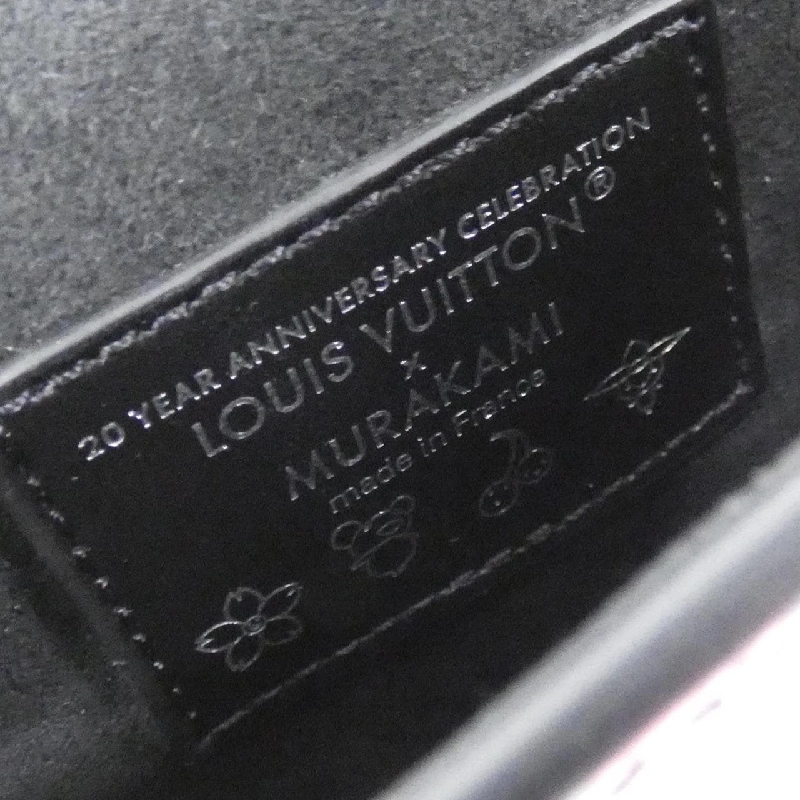 20 YEAR ANNIVERSARY CELEBRATION
LOUIS VUITTON®
x
MURAKAMI
made in France